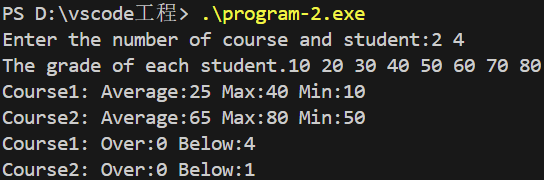 PS D:\vscode工程> .\program-2.exe
Enter the number of course and student:2 4
The grade of each student.10 20 30 40 50 60 70 80
Course1: Average:25 Max:40 Min:10
Course2: Average:65 Max:80 Min:50
Course1: Over:0 Below:4
Course2: Over:0 Below:1